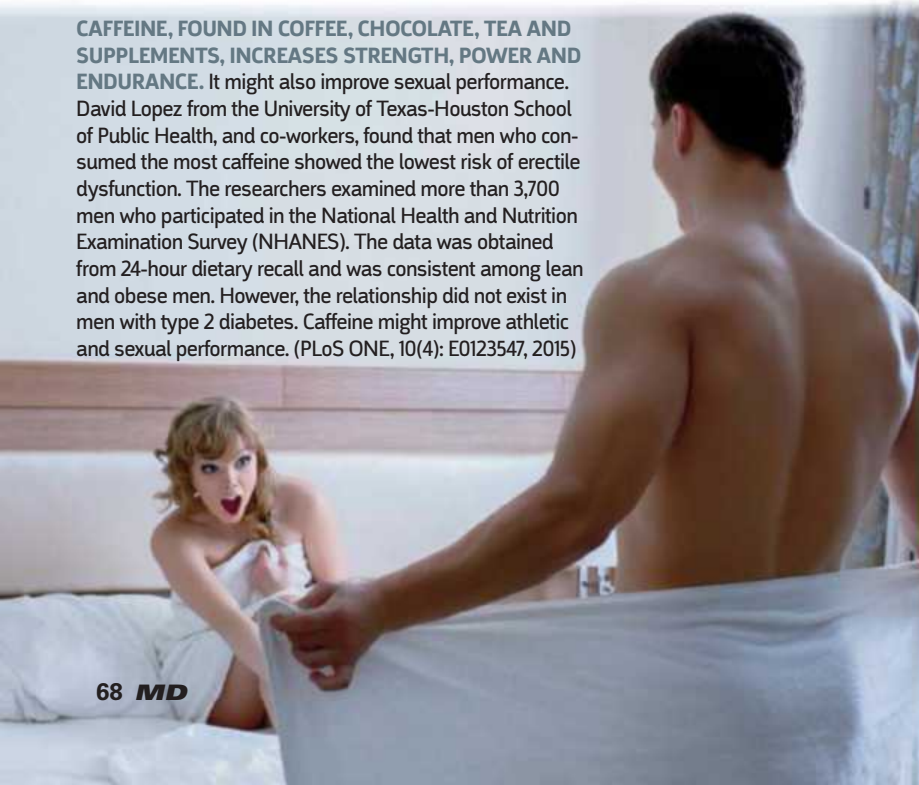 CAFFEINE, FOUND IN COFFEE, CHOCOLATE, TEA AND
SUPPLEMENTS, INCREASES STRENGTH, POWER AND
ENDURANCE. It might also improve sexual performance.
David Lopez from the University of Texas-Houston School
of Public Health, and co-workers, found that men who con-
sumed the most caffeine showed the lowest risk of erectile
dysfunction. The researchers examined more than 3,700
men who participated in the National Health and Nutrition
Examination Survey (NHANES). The data was obtained
from 24-hour dietary recall and was consistent among lean
and obese men. However, the relationship did not exist in
men with type 2 diabetes. Caffeine might improve athletic
and sexual performance. (PLoS ONE, 10(4): E0123547, 2015)
68 MD